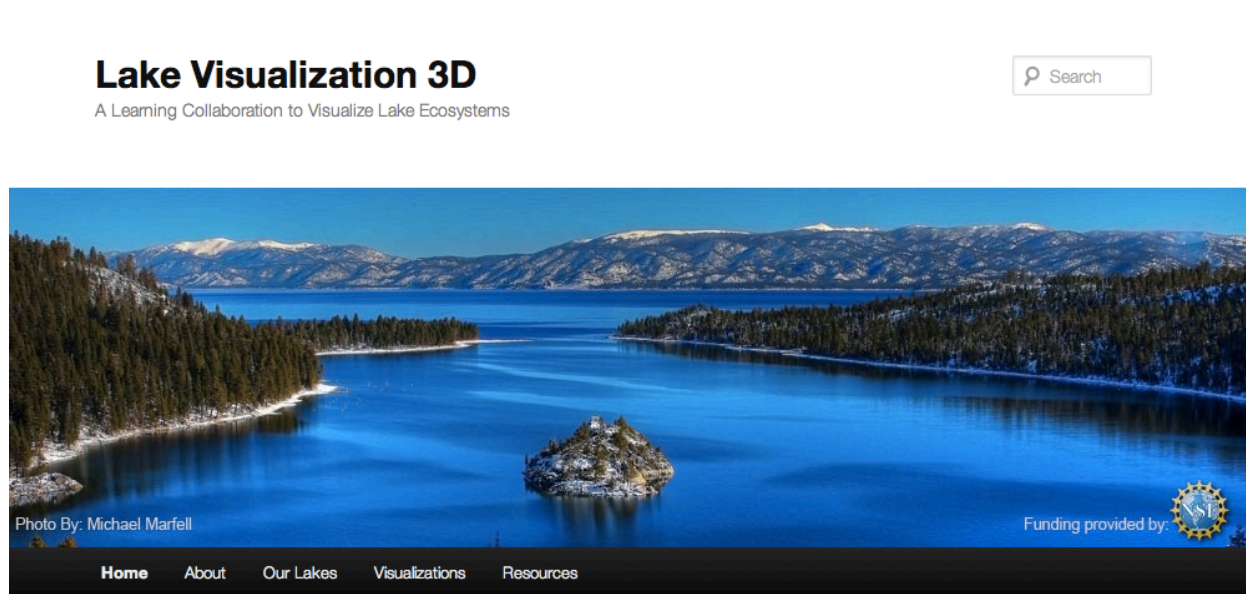 Lake Visualization 3D
A Learning Collaboration to Visualize Lake Ecosystems
Search
Photo By: Michael Marfell
Funding provided by:
NSF
Home About Our Lakes Visualizations Resources